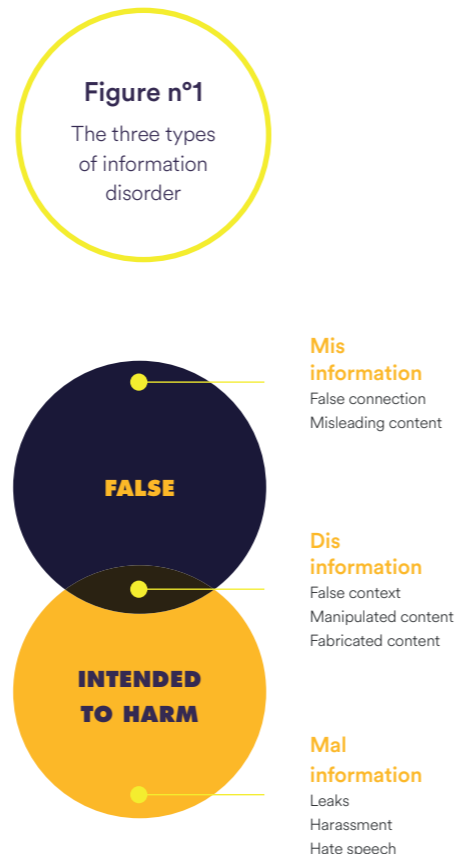 Figure nº1
The three types
of information
disorder
Mis
information
False connection
Misleading content
FALSE
Dis
information
False context
Manipulated content
Fabricated content
INTENDED
TO HARM
Mal
information
Leaks
Harassment
Hate speech